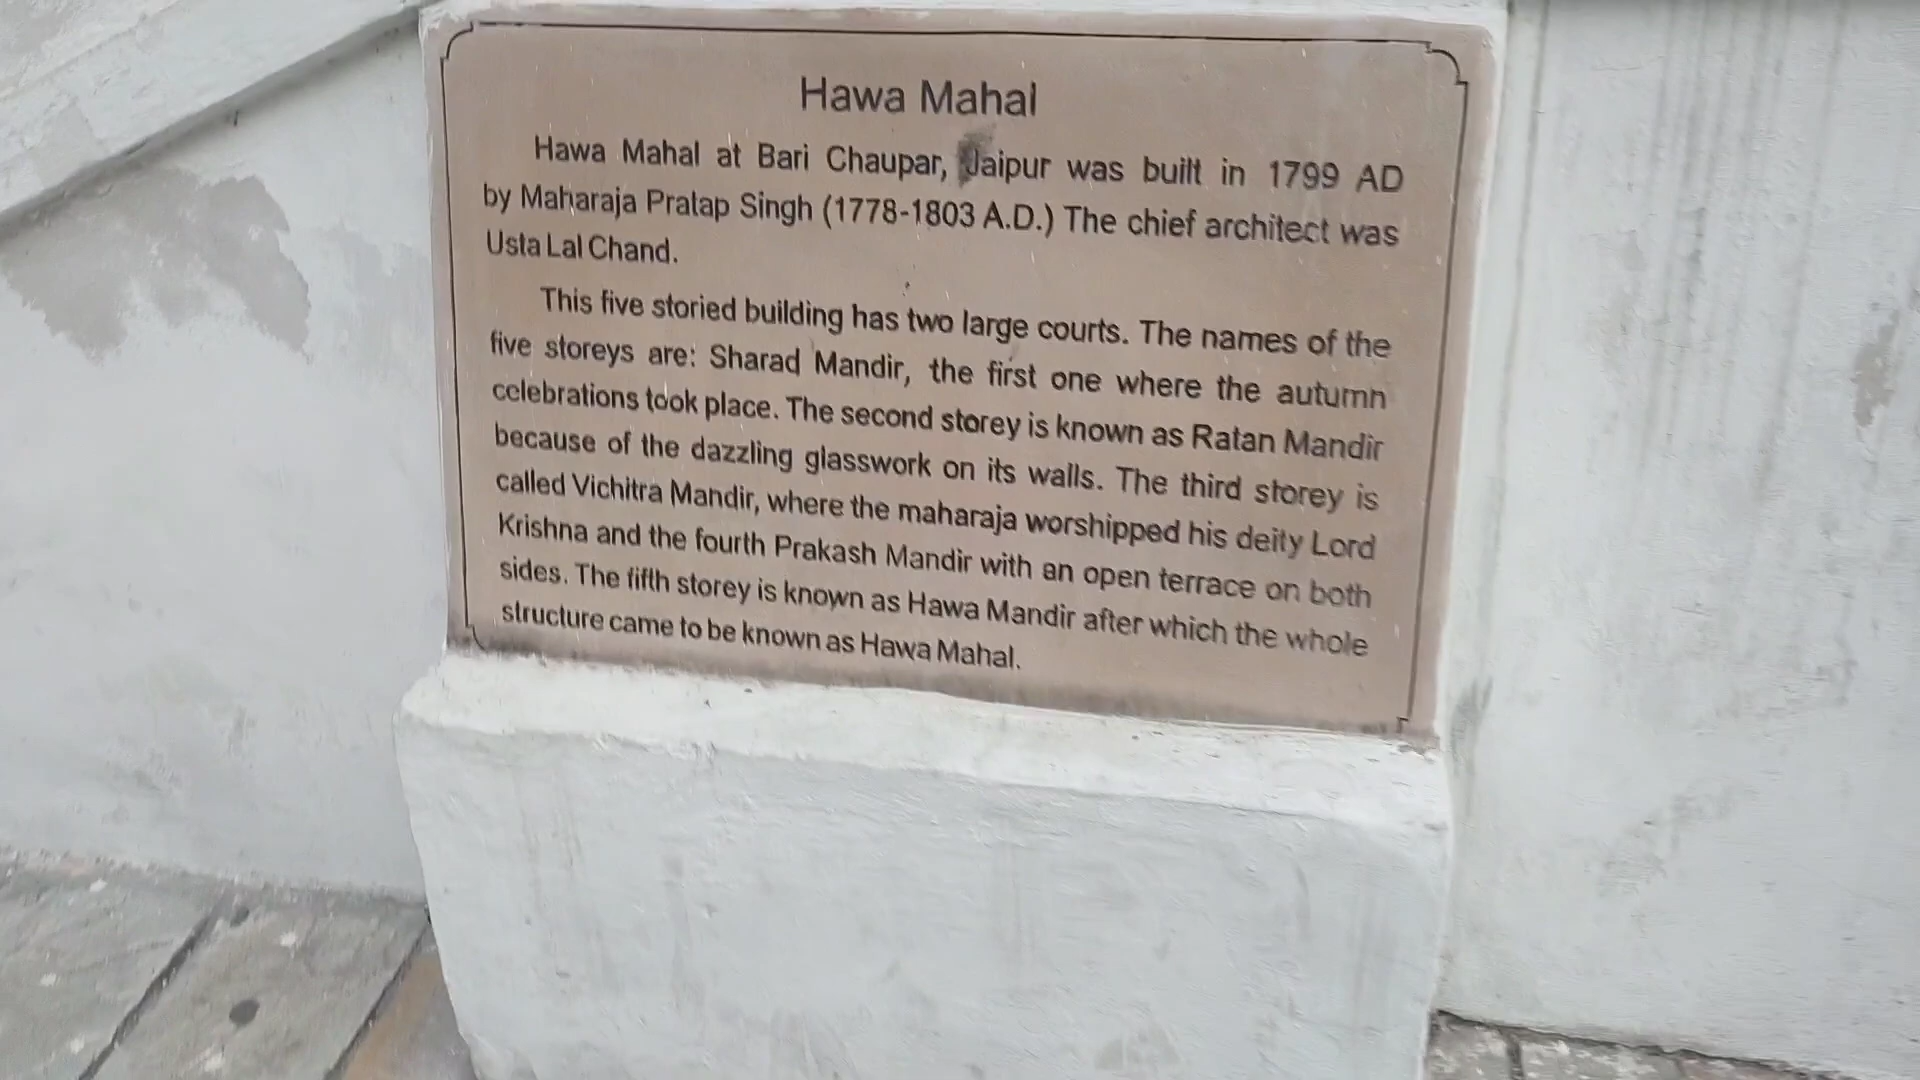 Hawa Mahal
Hawa Mahal at Bari Chaupar, Jaipur was built in 1799 AD
by Maharaja Pratap Singh (1778-1803 A.D.) The chief architect was
Usta Lal Chand.
This five storied building has two large courts. The names of the
five storeys are: Sharad Mandir, the first one where the autumn
celebrations took place. The second storey is known as Ratan Mandir
because of the dazzling glasswork on its walls. The third storey is
called Vichitra Mandir, where the maharaja worshipped his deity Lord
Krishna and the fourth Prakash Mandir with an open terrace on both
sides. The fifth storey is known as Hawa Mandir after which the whole
structure came to be known as Hawa Mahal.